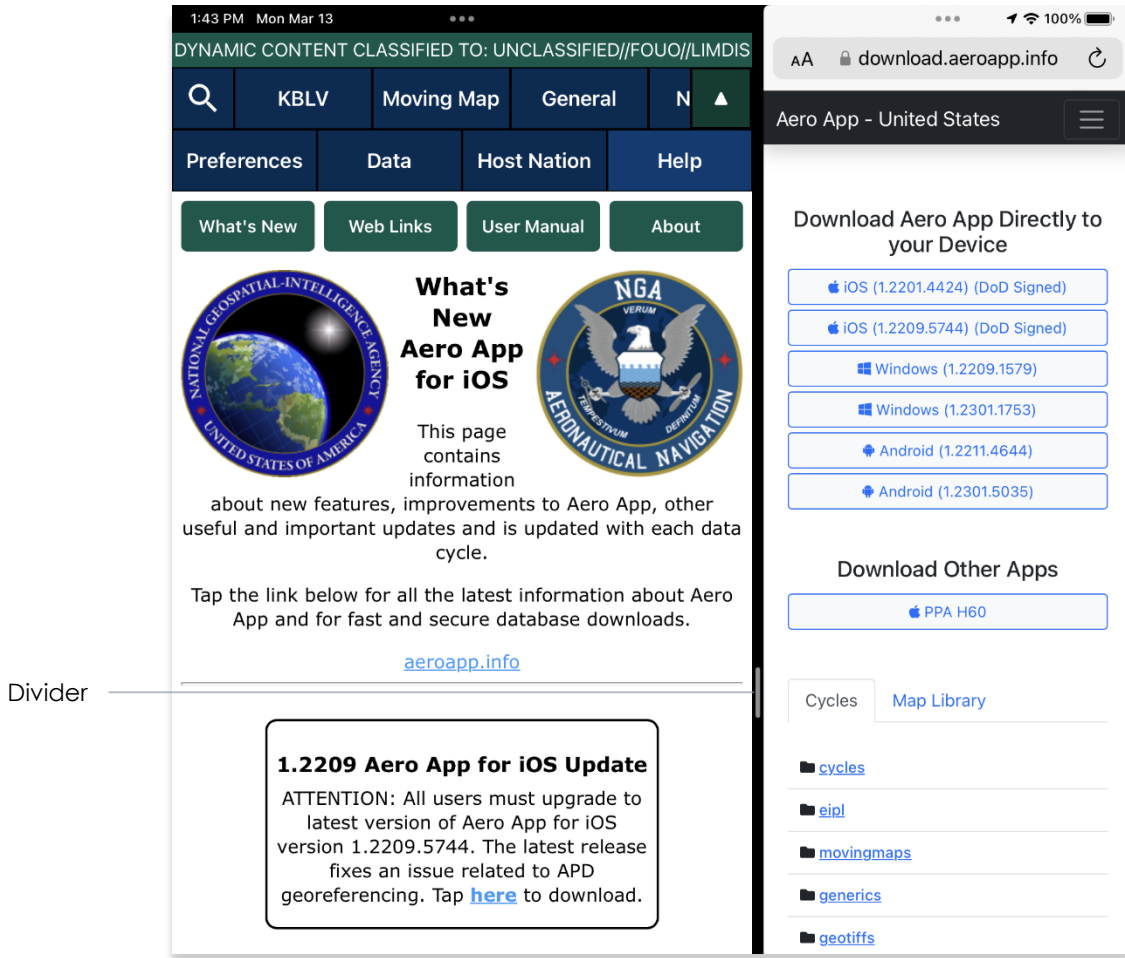 1:43 PM Mon Mar 13
DYNAMIC CONTENT CLASSIFIED TO: UNCLASSIFIED//FOUO//LIMDIS
KBLV Moving Map General N
Preferences Data Host Nation Help
What's New Web Links User Manual About
NATIONAL GEOSPATIAL-INTELLIGENCE AGENCY
UNITED STATES OF AMERICA
What's
New
Aero App
for iOS
NGA
VERUM
TEMPESTIVUM
DEFINITUM
AERONAUTICAL NAVIGATION
This page
contains
information
about new features, improvements to Aero App, other
useful and important updates and is updated with each data
cycle.
Tap the link below for all the latest information about Aero
App and for fast and secure database downloads.
aeroapp.info
Divider
1.2209 Aero App for iOS Update
ATTENTION: All users must upgrade to
latest version of Aero App for iOS
version 1.2209.5744. The latest release
fixes an issue related to APD
georeferencing. Tap here to download.
100%
AA download.aeroapp.info
Aero App - United States
Download Aero App Directly to
your Device
iOS (1.2201.4424) (DoD Signed)
iOS (1.2209.5744) (DoD Signed)
Windows (1.2209.1579)
Windows (1.2301.1753)
Android (1.2211.4644)
Android (1.2301.5035)
Download Other Apps
PPA H60
Cycles Map Library
cycles
eipl
movingmaps
generics
geotiffs